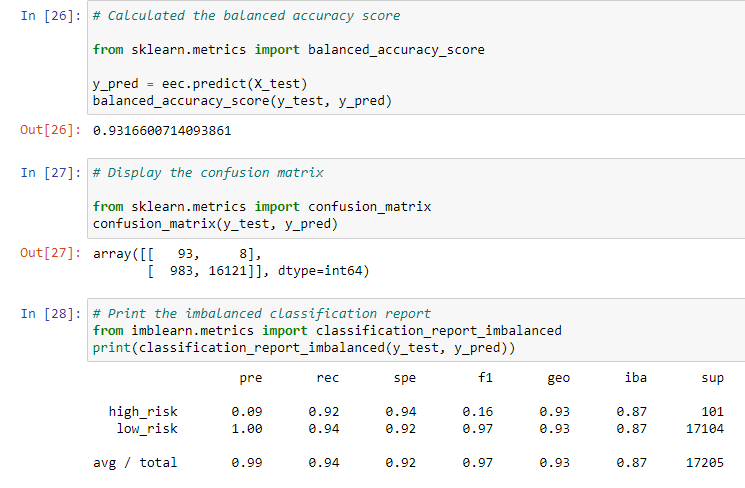 In [26]: # Calculated the balanced accuracy score
from sklearn.metrics import balanced_accuracy_score
y_pred = eec.predict(X_test)
balanced_accuracy_score(y_test, y_pred)
Out[26]: 0.9316600714093861
In [27]: # Display the confusion matrix
from sklearn.metrics import confusion_matrix
confusion_matrix(y_test, y_pred)
Out[27]: array([[   93,     8],
       [  983, 16121]], dtype=int64)
In [28]: # Print the imbalanced classification report
from imblearn.metrics import classification_report_imbalanced
print(classification_report_imbalanced(y_test, y_pred))
pre rec spe f1 geo iba sup
high_risk 0.09 0.92 0.94 0.16 0.93 0.87 101
low_risk 1.00 0.94 0.92 0.97 0.93 0.87 17104
avg / total 0.99 0.94 0.92 0.97 0.93 0.87 17205